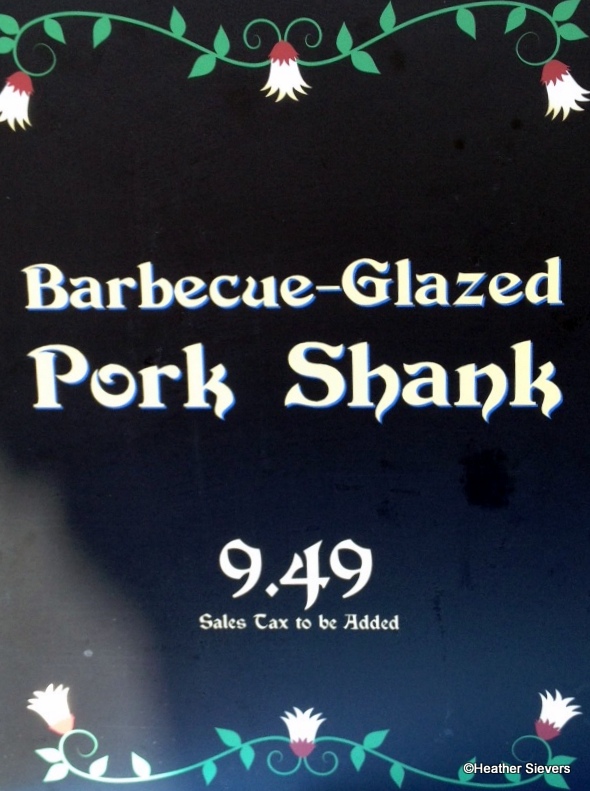 Barbecue-Glazed
Pork Shank
9.49
Sales Tax to be Added
©Heather Sievers